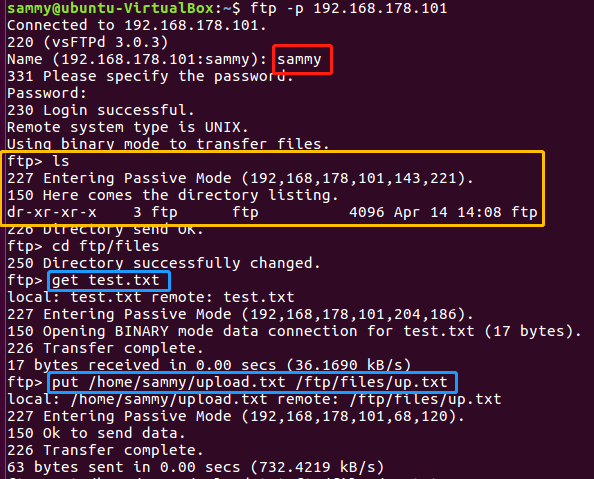 sammy@ubuntu-VirtualBox:~$ ftp -p 192.168.178.101
Connected to 192.168.178.101.
220 (vsFTPd 3.0.3)
Name (192.168.178.101:sammy): sammy
331 Please specify the password.
Password:
230 Login successful.
Remote system type is UNIX.
Using binary mode to transfer files.
ftp> ls
227 Entering Passive Mode (192,168,178,101,143,221).
150 Here comes the directory listing.
dr-xr-xr-x    3 ftp      ftp          4096 Apr 14 14:08 ftp
226 Directory send OK.
ftp> cd ftp/files
250 Directory successfully changed.
ftp> get test.txt
local: test.txt remote: test.txt
227 Entering Passive Mode (192,168,178,101,204,186).
150 Opening BINARY mode data connection for test.txt (17 bytes).
226 Transfer complete.
17 bytes received in 0.00 secs (36.1690 kB/s)
ftp> put /home/sammy/upload.txt /ftp/files/up.txt
local: /home/sammy/upload.txt remote: /ftp/files/up.txt
227 Entering Passive Mode (192,168,178,101,68,120).
150 Ok to send data.
226 Transfer complete.
63 bytes sent in 0.00 secs (732.4219 kB/s)